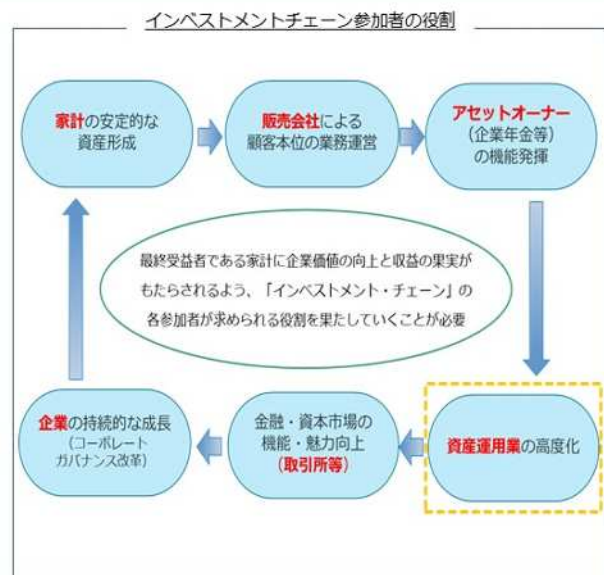 インベストメントチェーン参加者の役割
家計の安定的な
資産形成
販売会社による
顧客本位の業務運営
アセットオーナー
(企業年金等)
の機能発揮
最終受益者である家計に企業価値の向上と収益の果実が
もたらされるよう、「インベストメント・チェーン」の
各参加者が求められる役割を果たしていくことが必要
企業の持続的な成長
(コーポレート
ガバナンス改革)
金融・資本市場の
機能・魅力向上
(取引所等)
資産運用業の高度化